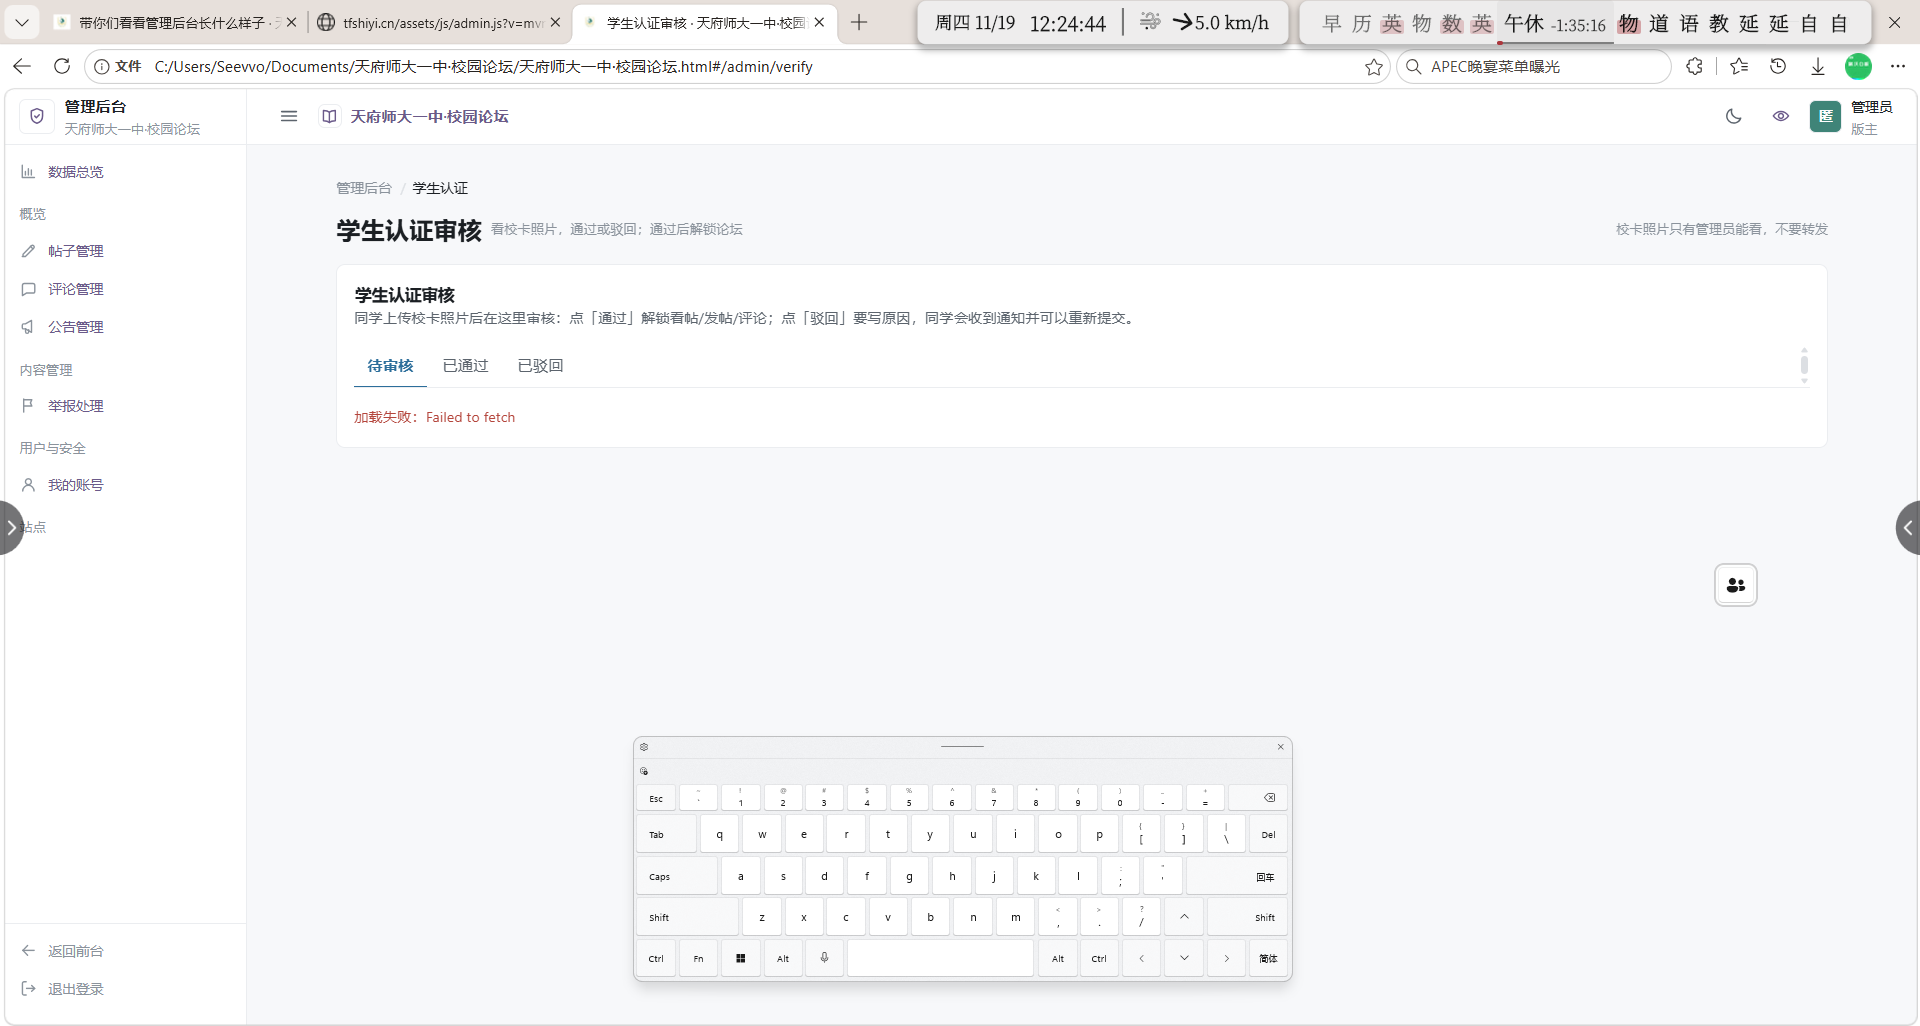 带你们看看管理后台长什么样子 ·
tfshiyi.cn/assets/js/admin.js?v=mv
学生认证审核 · 天府师大一中·校园
周四 11/19 12:24:44 5.0 km/h
早 历 英 物 数 英 午休 -1:35:16 物 道 语 教 延 延 自 自
文件 C:/Users/Seevvo/Documents/天府师大一中·校园论坛/天府师大一中·校园论坛.html#/admin/verify
APEC晚宴菜单曝光
管理后台
天府师大一中·校园论坛
天府师大一中·校园论坛
匿
管理员
版主
数据总览
概览
帖子管理
评论管理
公告管理
内容管理
举报处理
用户与安全
我的账号
站点
返回前台
退出登录
管理后台 / 学生认证
学生认证审核 看校卡照片，通过或驳回；通过后解锁论坛
校卡照片只有管理员能看，不要转发
学生认证审核
同学上传校卡照片后在这里审核：点「通过」解锁看帖/发帖/评论；点「驳回」要写原因，同学会收到通知并可以重新提交。
待审核 已通过 已驳回
加载失败：Failed to fetch
~ ! @ # $ % ^ & * ( ) _ +
Esc ` 1 2 3 4 5 6 7 8 9 0 - =
Tab q w e r t y u i o p { [ } ] | \ Del
Caps a s d f g h j k l : ; " ' 回车
Shift z x c v b n m < , > . ? / Shift
Ctrl Fn Alt Alt Ctrl 简体